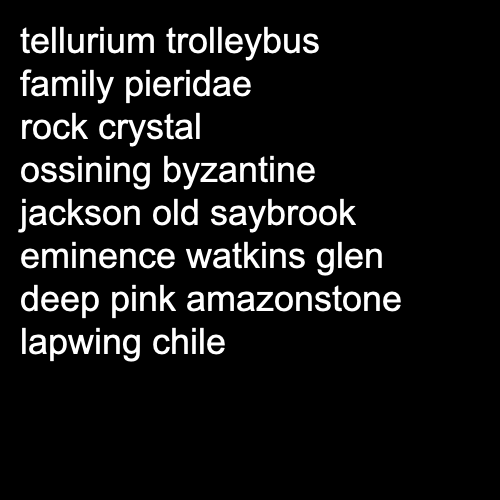 tellurium trolleybus
family pieridae
rock crystal
ossining byzantine
jackson old saybrook
eminence watkins glen
deep pink amazonstone
lapwing chile